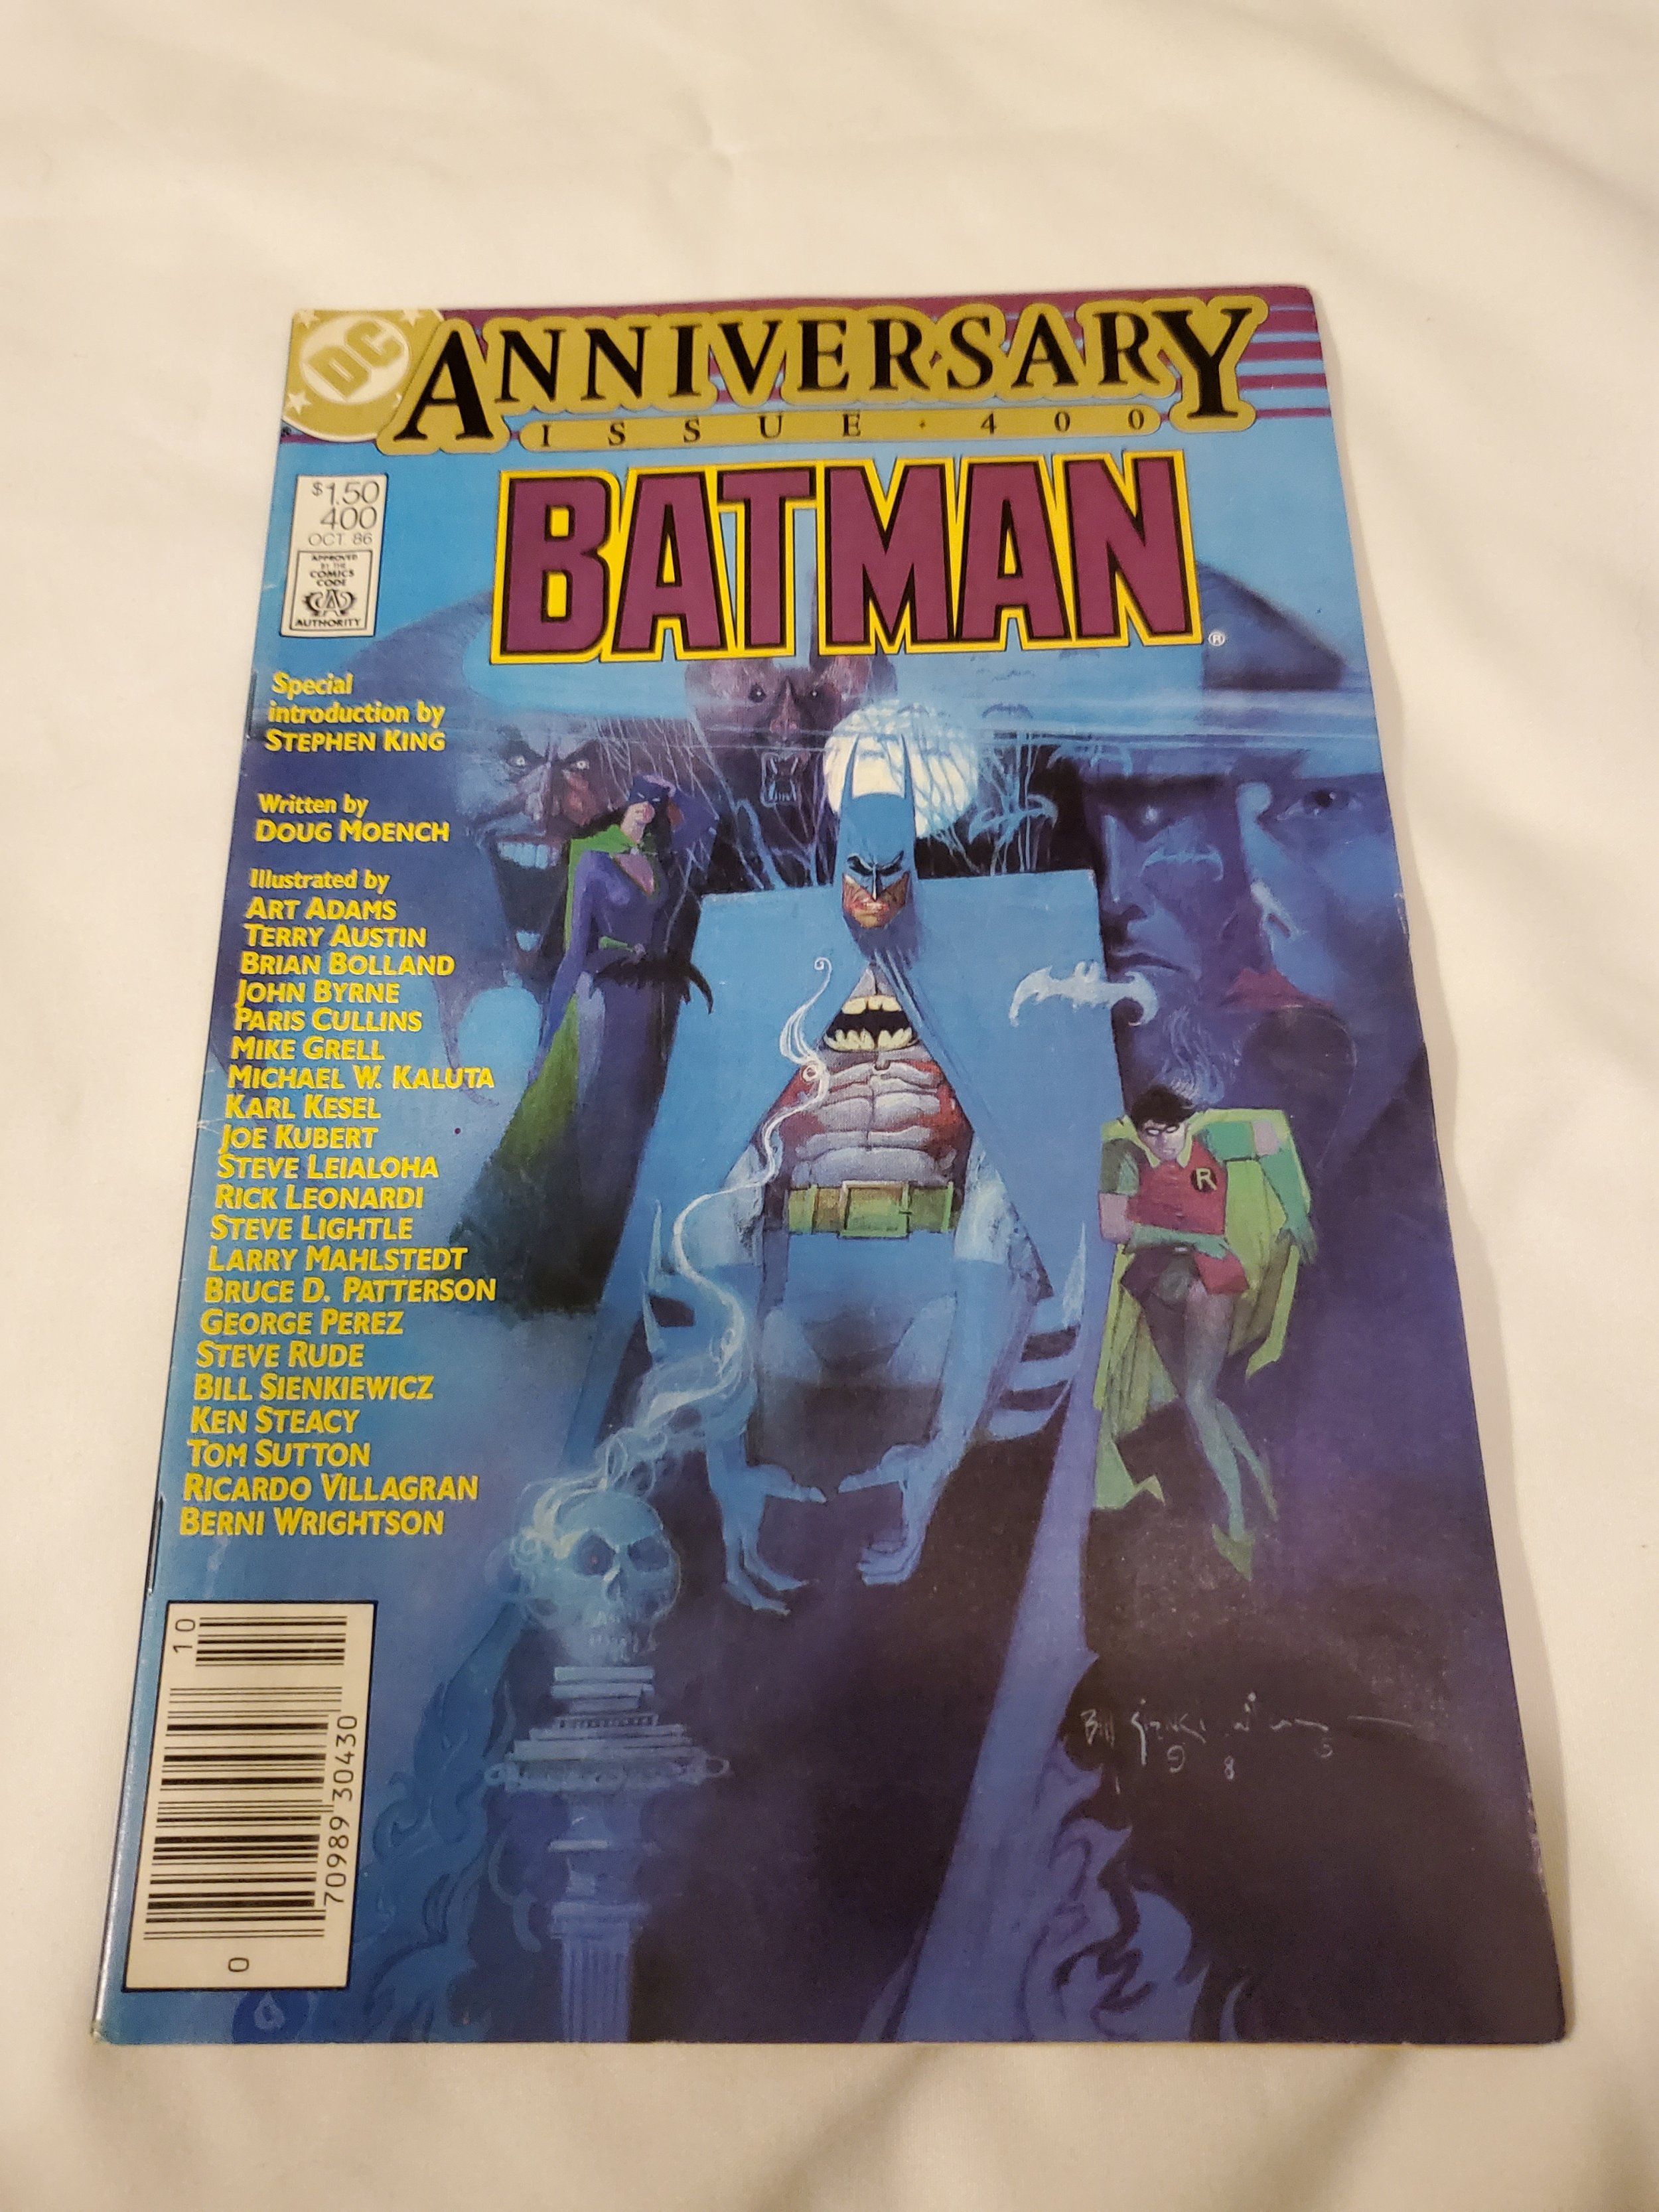 DC
ANNIVERSARY
ISSUE • 400
BATMAN®
$1.50
400
OCT. 86
APPROVED
BY THE
COMICS
CODE
CA
AUTHORITY
Special
introduction by
STEPHEN KING
Written by
DOUG MOENCH
Illustrated by
ART ADAMS
TERRY AUSTIN
BRIAN BOLLAND
JOHN BYRNE
PARIS CULLINS
MIKE GRELL
MICHAEL W. KALUTA
KARL KESEL
JOE KUBERT
STEVE LEIALOHA
RICK LEONARDI
STEVE LIGHTLE
LARRY MAHLSTEDT
BRUCE D. PATTERSON
GEORGE PEREZ
STEVE RUDE
BILL SIENKIEWICZ
KEN STEACY
TOM SUTTON
RICARDO VILLAGRAN
BERNI WRIGHTSON
R
10
0 70989 30430